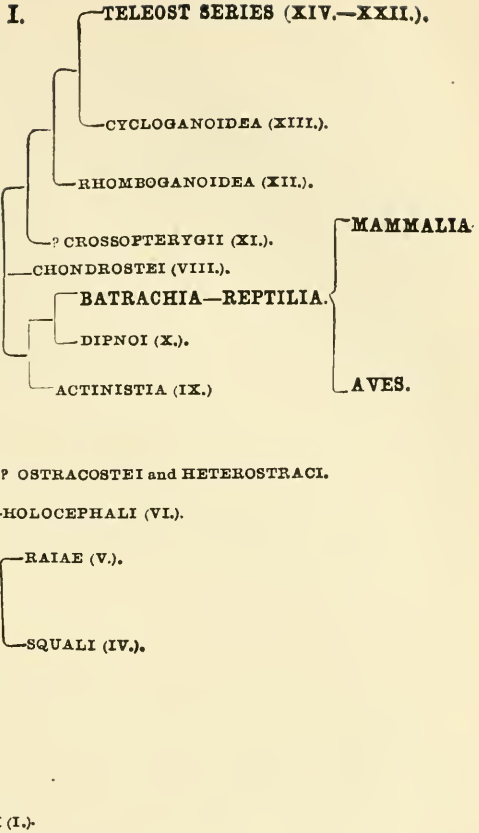 I.
TELEOST SERIES (XIV.—XXII.).
CYCLOGANOIDEA (XIII.).
RHOMBOGANOIDEA (XII.).
MAMMALIA
? CROSSOPTERYGII (XI.).
CHONDROSTEI (VIII.).
BATRACHIA—REPTILIA.
DIPNOI (X.).
AVES.
ACTINISTIA (IX.)
? OSTRACOSTEI and HETEROSTRACI.
HOLOCEPHALI (VI.).
RAIAE (V.).
SQUALI (IV.).
(I.).